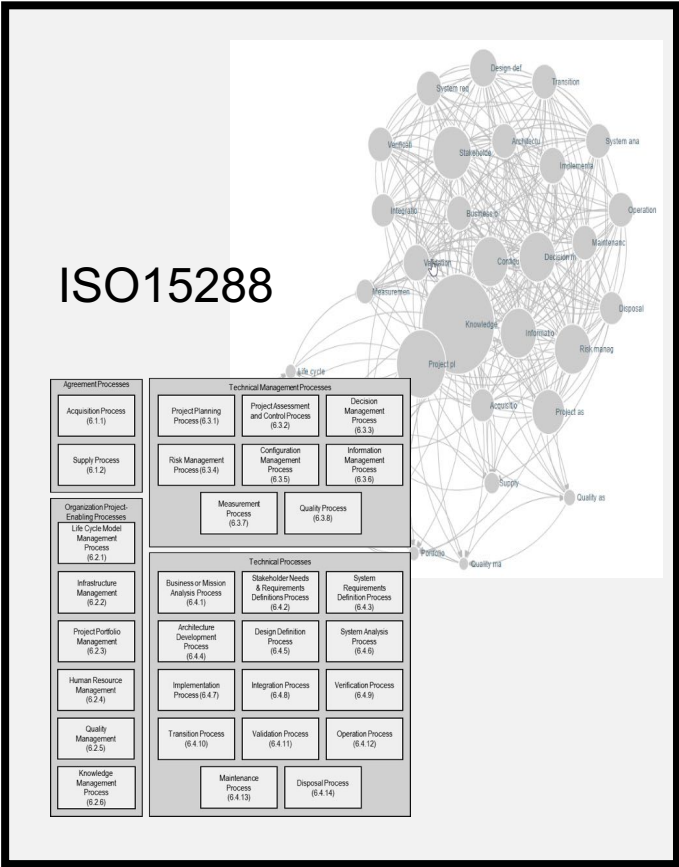 Design def
System req
Transition
Verificati
Stakeholde
Architectu
System ana
Implementa
Integratio
Business o
Operation
Maintenanc
Validation
Configu
Decision m
ISO15288
Measuremen
Disposal
Knowledge
Informatio
Risk manag
Project pl
Life cycle
Acquisitio
Project as
Supply
Quality as
Portfolio
Quality ma
Agreement Processes
Acquisition Process
(6.1.1)
Supply Process
(6.1.2)
Organization Project-
Enabling Processes
Life Cycle Model
Management
Process
(6.2.1)
Infrastructure
Management
(6.2.2)
Project Portfolio
Management
(6.2.3)
Human Resource
Management
(6.2.4)
Quality
Management
(6.2.5)
Knowledge
Management
Process
(6.2.6)
Technical Management Processes
Project Planning
Process (6.3.1)
Project Assessment
and Control Process
(6.3.2)
Decision
Management
Process
(6.3.3)
Risk Management
Process (6.3.4)
Configuration
Management
Process
(6.3.5)
Information
Management
Process
(6.3.6)
Measurement
Process
(6.3.7)
Quality Process
(6.3.8)
Technical Processes
Business or Mission
Analysis Process
(6.4.1)
Stakeholder Needs
& Requirements
Definitions Process
(6.4.2)
System
Requirements
Definition Process
(6.4.3)
Architecture
Development
Process
(6.4.4)
Design Definition
Process
(6.4.5)
System Analysis
Process
(6.4.6)
Implementation
Process (6.4.7)
Integration Process
(6.4.8)
Verification Process
(6.4.9)
Transition Process
(6.4.10)
Validation Process
(6.4.11)
Operation Process
(6.4.12)
Maintenance
Process
(6.4.13)
Disposal Process
(6.4.14)